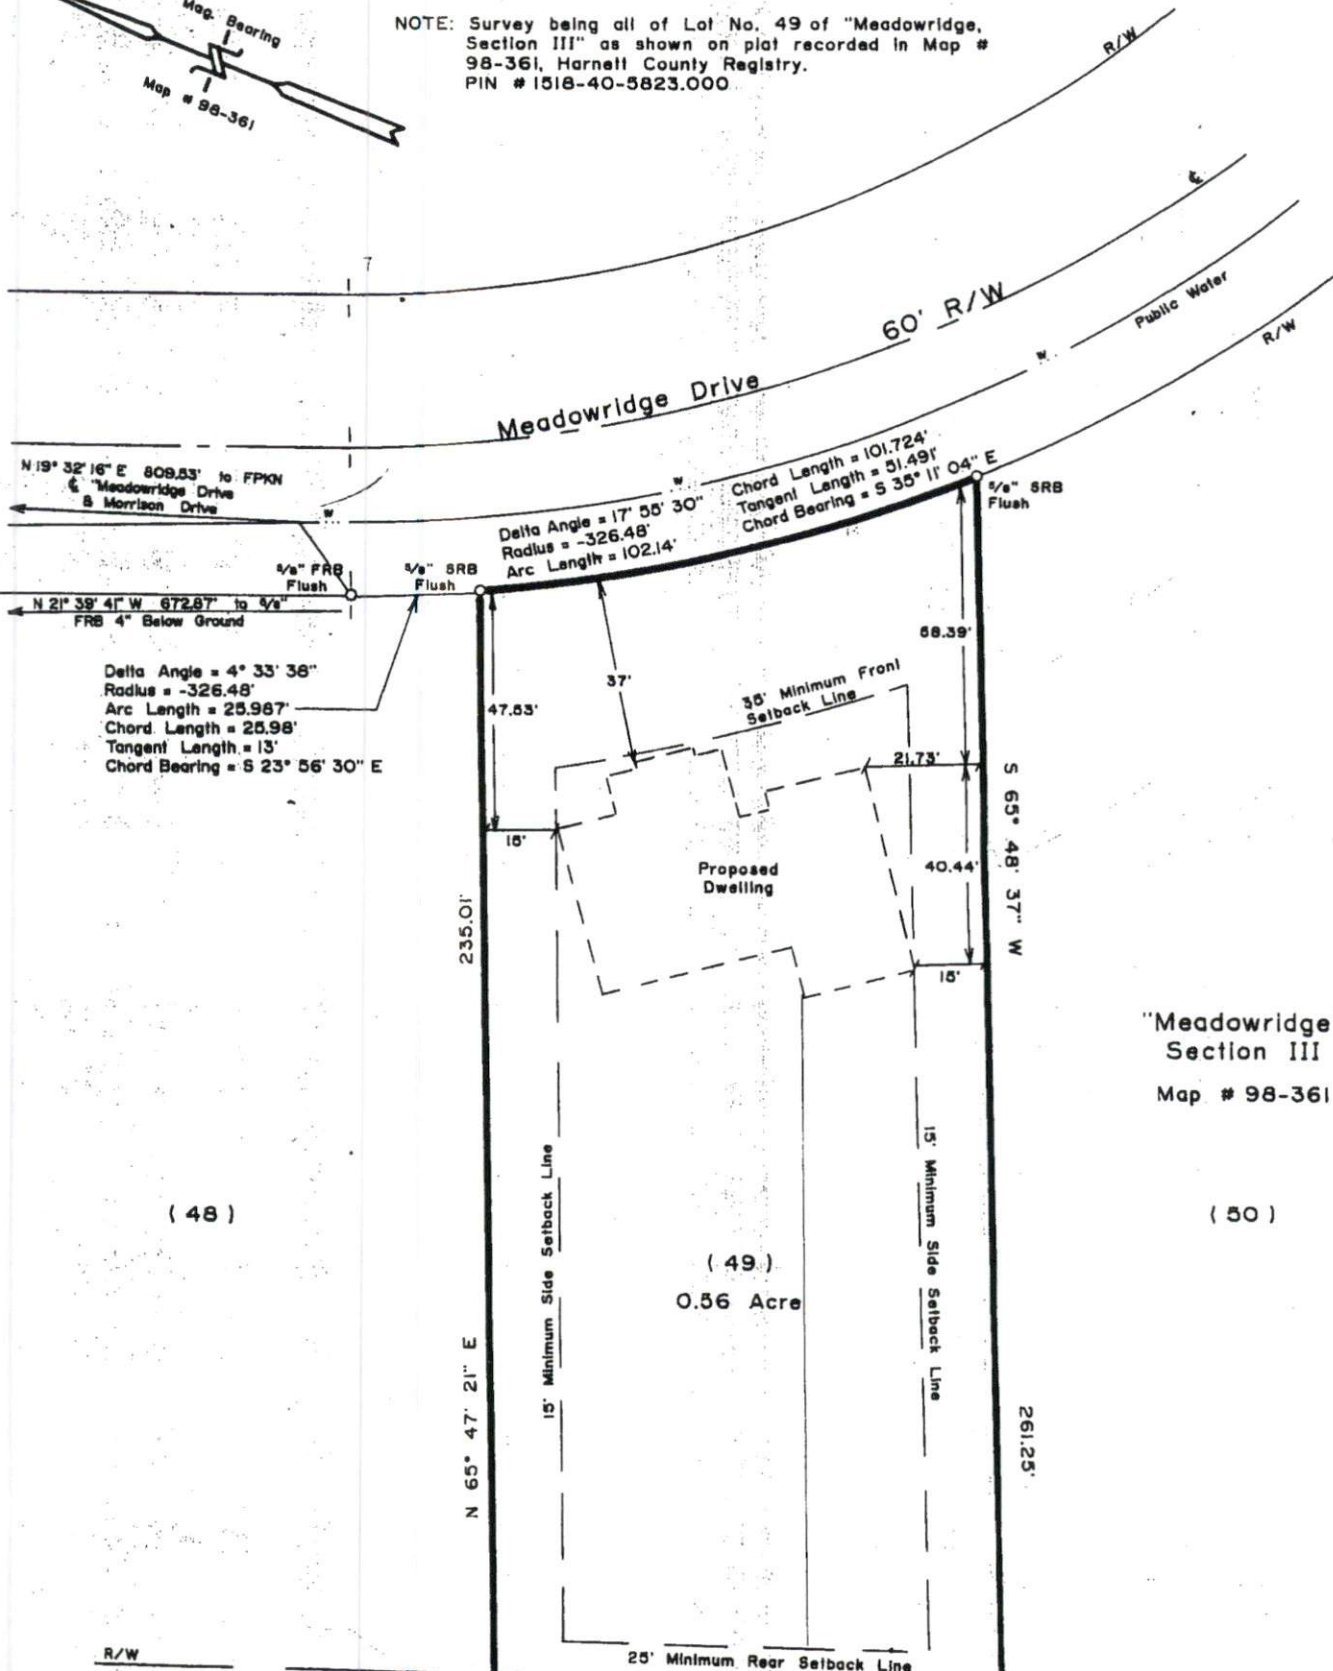 Mag. Bearing
Map # 98-361
NOTE: Survey being all of Lot No. 49 of "Meadowridge,
Section III" as shown on plat recorded in Map #
98-361, Harnett County Registry.
PIN # 1518-40-5823.000
R/W
℄
Public Water
R/W
60' R/W
Meadowridge Drive
W
W
W
N 19° 32' 16" E 809.53' to FPKN
℄ "Meadowridge Drive
& Morrison Drive
Chord Length = 101.724'
Tangent Length = 51.491'
Chord Bearing = S 35° 11' 04" E
Delta Angle = 17° 55' 30"
Radius = -326.48'
Arc Length = 102.14'
5/8" SRB
Flush
5/8" FRB
Flush
5/8" SRB
Flush
N 21° 39' 41" W 672.87' to 5/8"
FRB 4" Below Ground
Delta Angle = 4° 33' 38"
Radius = -326.48'
Arc Length = 25.987'
Chord Length = 25.98'
Tangent Length = 13'
Chord Bearing = S 23° 56' 30" E
47.53'
37'
58.39'
35' Minimum Front
Setback Line
21.73'
15'
Proposed
Dwelling
40.44'
15'
S 65° 48' 37" W
235.01'
"Meadowridge
Section III
Map # 98-361
(48)
(49)
0.56 Acre
(50)
15' Minimum Side Setback Line
15' Minimum Side Setback Line
N 65° 47' 21" E
261.25'
R/W
25' Minimum Rear Setback Line